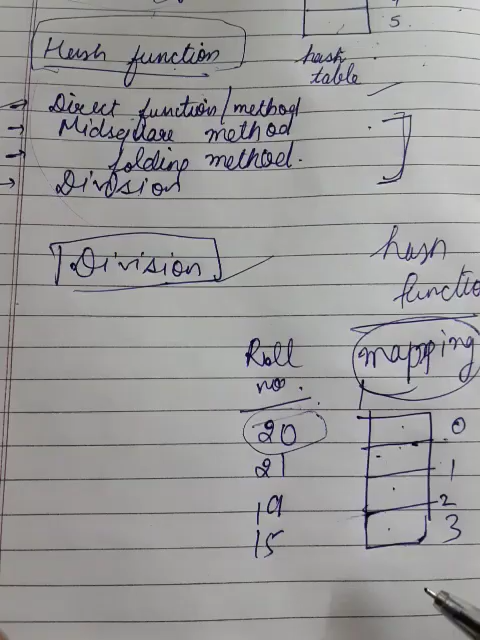 5
Hash function
hash
table
Direct function/method
Midsquare method
folding method.
Division
Division
hash
functio
Roll
no.
mapping
20 0
21 1
19 2
15 3